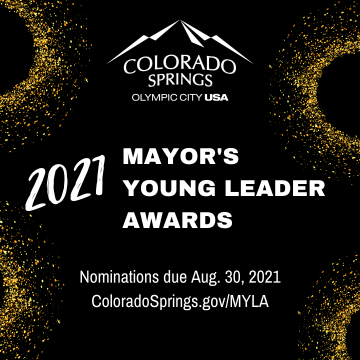 COLORADO
SPRINGS
OLYMPIC CITY USA
2021
MAYOR'S
YOUNG LEADER
AWARDS
Nominations due Aug. 30, 2021
ColoradoSprings.gov/MYLA